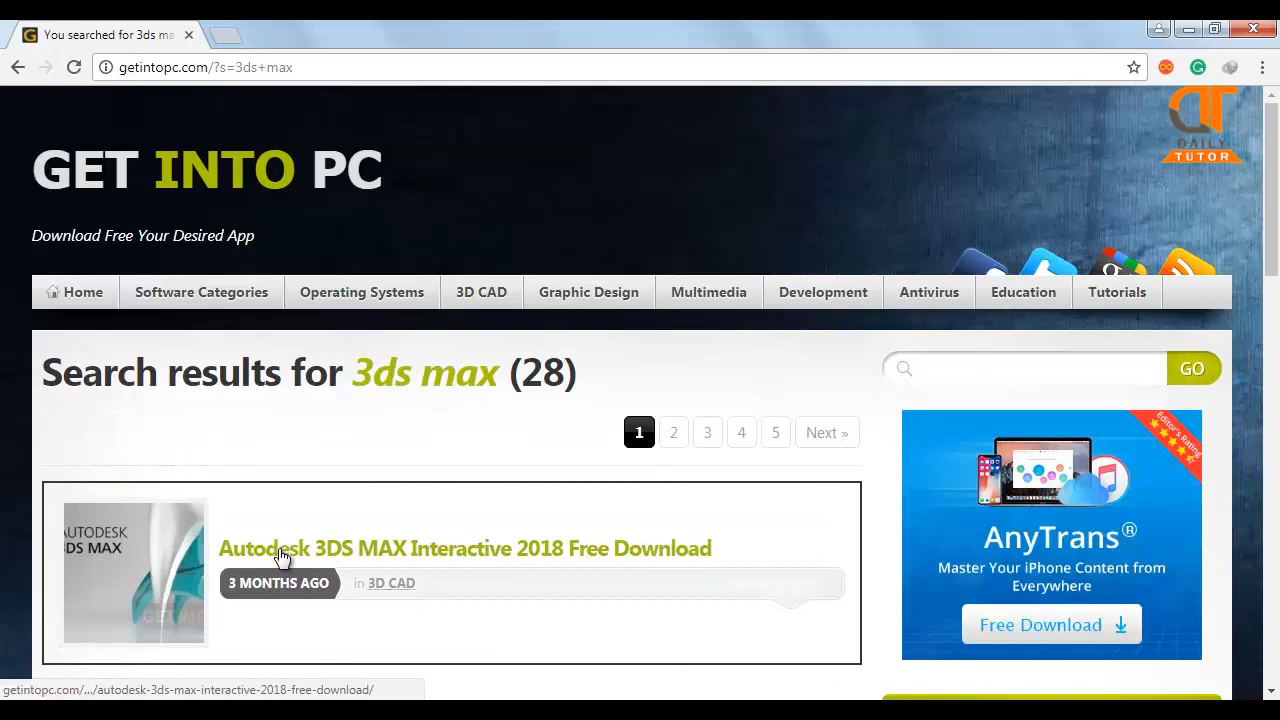 You searched for 3ds ma
getintopc.com/?s=3ds+max
DAILY
TUTOR
GET INTO PC
Download Free Your Desired App
Home Software Categories Operating Systems 3D CAD Graphic Design Multimedia Development Antivirus Education Tutorials
Search results for 3ds max (28)
GO
1 2 3 4 5 Next »
Editor's Rating
AUTODESK
3DS MAX
GET INT
Autodesk 3DS MAX Interactive 2018 Free Download
3 MONTHS AGO in 3D CAD
AnyTrans®
Master Your iPhone Content from
Everywhere
Free Download
getintopc.com/.../autodesk-3ds-max-interactive-2018-free-download/